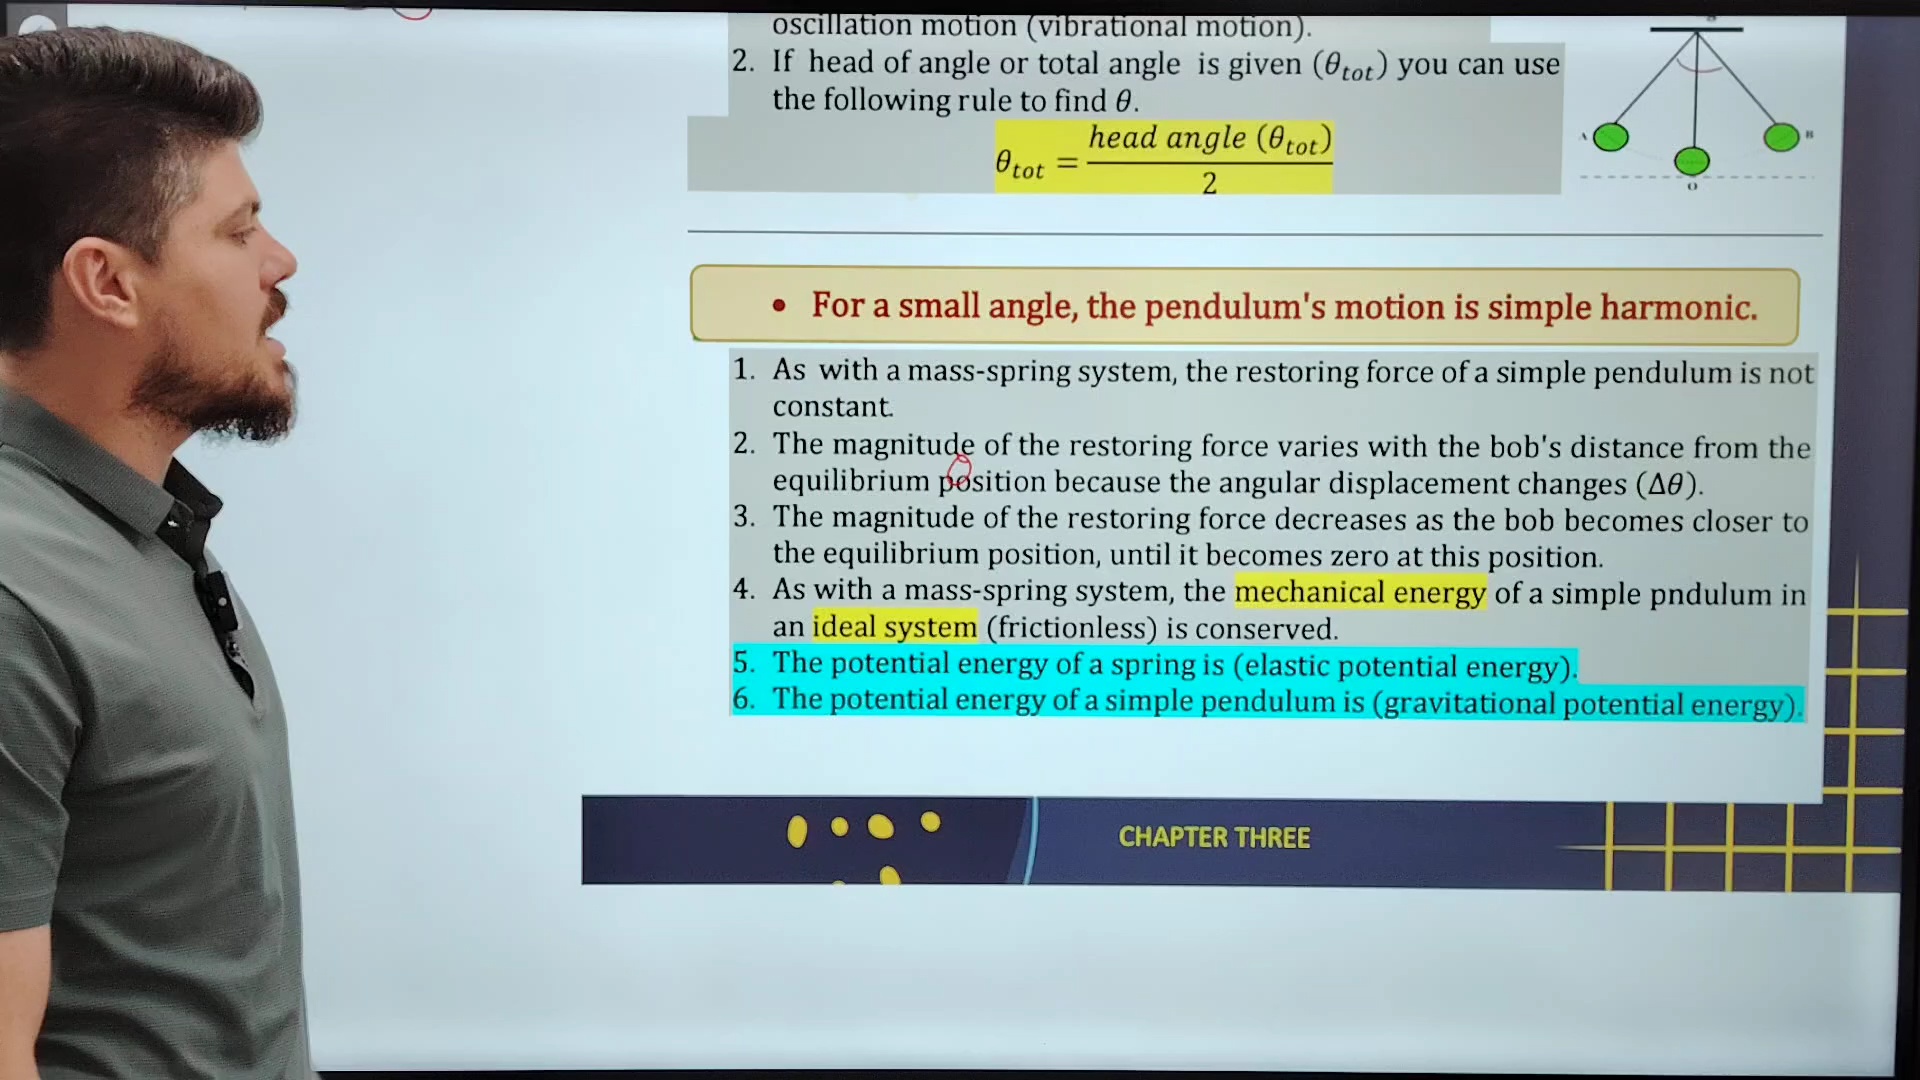 oscillation motion (vibrational motion).
2. If head of angle or total angle is given (θtot) you can use
the following rule to find θ.
θtot = head angle (θtot) / 2
A
B
O
• For a small angle, the pendulum's motion is simple harmonic.
1. As with a mass-spring system, the restoring force of a simple pendulum is not
constant.
2. The magnitude of the restoring force varies with the bob's distance from the
equilibrium position because the angular displacement changes (Δθ).
3. The magnitude of the restoring force decreases as the bob becomes closer to
the equilibrium position, until it becomes zero at this position.
4. As with a mass-spring system, the mechanical energy of a simple pndulum in
an ideal system (frictionless) is conserved.
5. The potential energy of a spring is (elastic potential energy).
6. The potential energy of a simple pendulum is (gravitational potential energy).
CHAPTER THREE